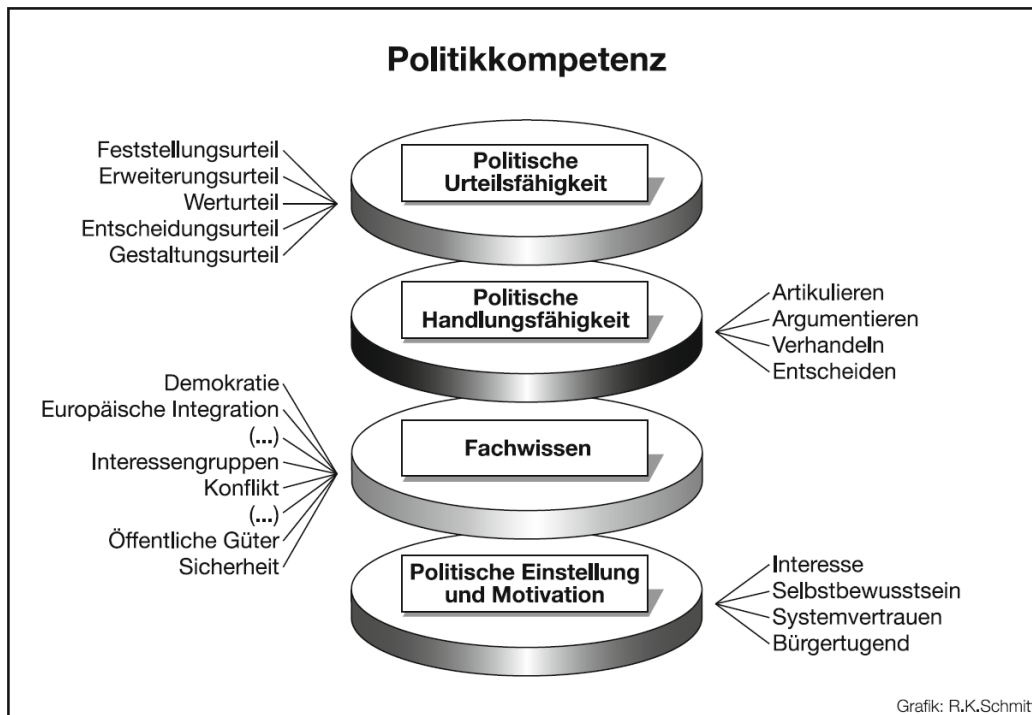 Politikkompetenz
Feststellungsurteil
Erweiterungsurteil
Werturteil
Entscheidungsurteil
Gestaltungsurteil
Politische
Urteilsfähigkeit
Politische
Handlungsfähigkeit
Artikulieren
Argumentieren
Verhandeln
Entscheiden
Demokratie
Europäische Integration
(...)
Interessengruppen
Konflikt
(...)
Öffentliche Güter
Sicherheit
Fachwissen
Politische Einstellung
und Motivation
Interesse
Selbstbewusstsein
Systemvertrauen
Bürgertugend
Grafik: R.K.Schmit